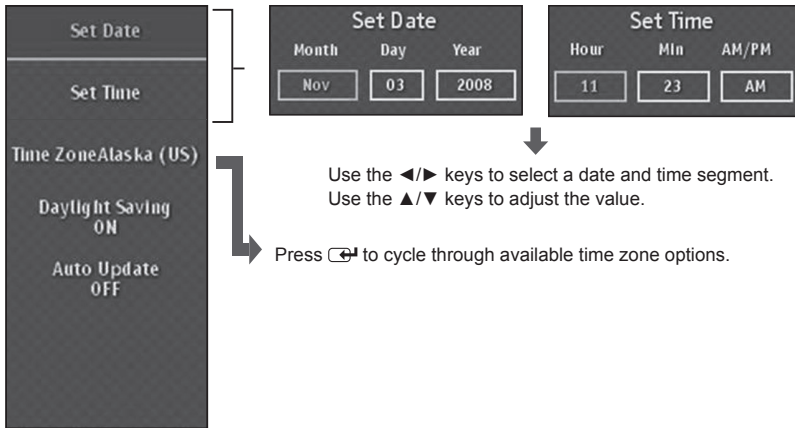 Set Date
Set Time
Time ZoneAlaska (US)
Daylight Saving
ON
Auto Update
OFF
Set Date
Month Day Year
Nov 03 2008
Set Time
Hour Min AM/PM
11 23 AM
Use the ◄/► keys to select a date and time segment.
Use the ▲/▼ keys to adjust the value.
Press to cycle through available time zone options.